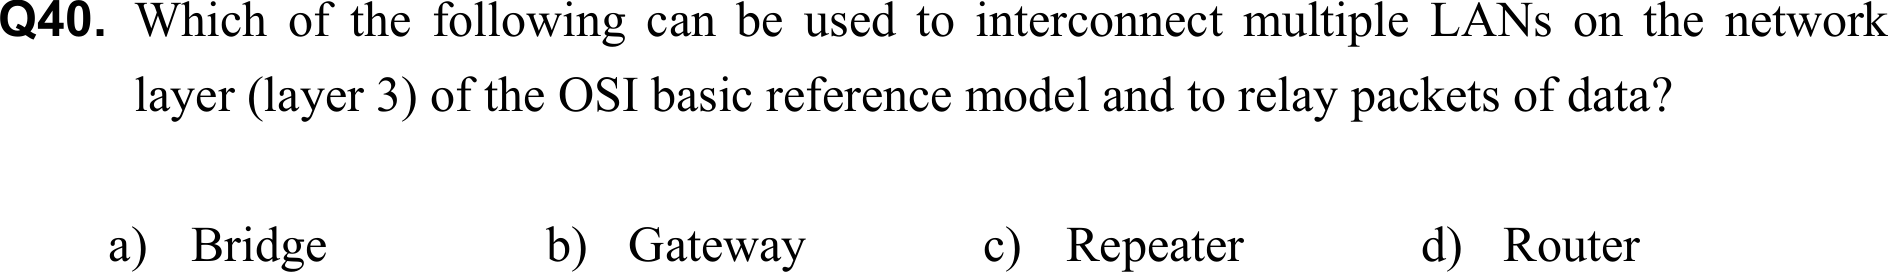 Q40. Which of the following can be used to interconnect multiple LANs on the network
layer (layer 3) of the OSI basic reference model and to relay packets of data?
a) Bridge b) Gateway c) Repeater d) Router